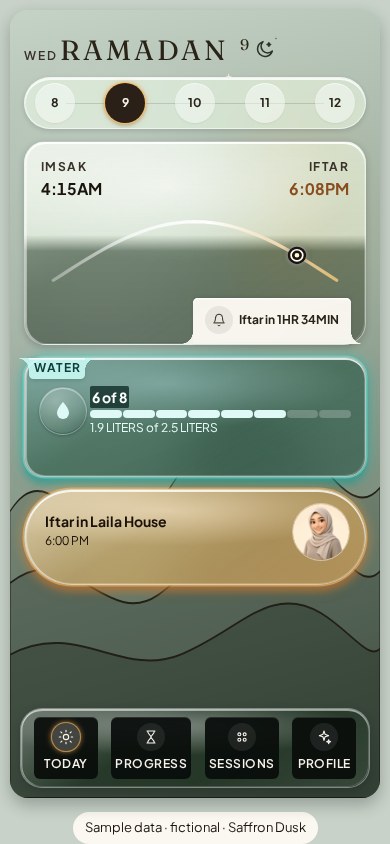 WED RAMADAN 9
8 9 10 11 12
IMSAK IFTAR
4:15AM 6:08PM
Iftar in 1HR 34MIN
WATER
6 of 8
1.9 LITERS of 2.5 LITERS
Iftar in Laila House
6:00 PM
TODAY PROGRESS SESSIONS PROFILE
Sample data · fictional · Saffron Dusk